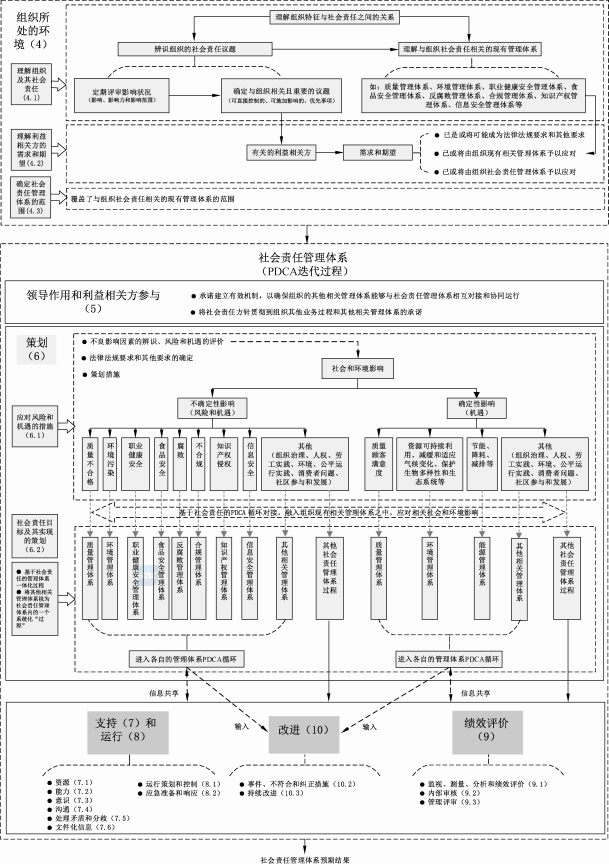 理解组织特征与社会责任之间的关系
组织所
处的环
境（4）
辨识组织的社会责任议题
理解与组织社会责任相关的现有管理体系
理解组织
及其社会
责任
（4.1）
定期评审影响状况
（影响、影响力和影响范围）
确定与组织相关且重要的议题
（可直接控制的、可施加影响的、优先事项）
如：质量管理体系、环境管理体系、职业健康安全管理体系、食
品安全管理体系、反腐败管理体系、合规管理体系、知识产权管
理体系、信息安全管理体系等
理解利益
相关方的
需求和期
望（4.2）
有关的利益相关方
需求和期望
● 已是或将可能成为法律法规要求和其他要求
● 已或将由组织现有相关管理体系予以应对
● 已或将由组织社会责任管理体系予以应对
确定社会
责任管理
体系的范
围（4.3）
覆盖了与组织社会责任相关的现有管理体系的范围
社会责任管理体系
（PDCA迭代过程）
领导作用和利益相关方参与
（5）
● 承诺建立有效机制，以确保组织的其他相关管理体系能够与社会责任管理体系相互对接和协同运行
● 将社会责任方针贯彻到组织其他业务过程和其他相关管理体系的承诺
策划
（6）
● 不良影响因素的辨识、风险和机遇的评价
● 法律法规要求和其他要求的确定
● 策划措施
社会和环境影响
不确定性影响
（风险和机遇）
确定性影响
（机遇）
应对风险和
机遇的措施
（6.1）
质量不合格
环境污染
职业健康安全
食品安全
腐败
不合规
知识产权侵权
信息安全
其他
（组织治理、人权、劳
工实践、环境、公平运
行实践、消费者问题、
社区参与和发展）
质量顾客满意度
资源可持续利
用、减缓和适应
气候变化、保护
生物多样性和生
态系统等
节能、
降耗、
减排等
其他
（组织治理、人权、劳
工实践、环境、公平运
行实践、消费者问题、
社区参与和发展）
基于社会责任的PDCA循环对接，融入组织现有相关管理体系之中，应对相关社会和环境影响
社会责任目
标及其实现
的策划
（6.2）
● 基于社会责
任的管理体系
一体化过程
● 将其他相关
管理体系视为
社会责任管理
体系内的一个
系统化“过
程”
质量管理体系
环境管理体系
职业健康安全管理体系
食品安全管理体系
反腐败管理体系
合规管理体系
知识产权管理体系
信息安全管理体系
其他相关管理体系
其他社会责任管理体系过程
质量管理体系
环境管理体系
能源管理体系
其他相关管理体系
其他社会责任管理体系过程
进入各自的管理体系PDCA循环
进入各自的管理体系PDCA循环
信息共享
信息共享
输入
输入
支持（7）和
运行（8）
改进（10）
绩效评价
（9）
● 资源（7.1）
● 能力（7.2）
● 意识（7.3）
● 沟通（7.4）
● 处理矛盾和分歧（7.5）
● 文件化信息（7.6）
● 运行策划和控制（8.1）
● 应急准备和响应（8.2）
● 事件、不符合和纠正措施（10.2）
● 持续改进（10.3）
● 监视、测量、分析和绩效评价（9.1）
● 内部审核（9.2）
● 管理评审（9.3）
社会责任管理体系预期结果